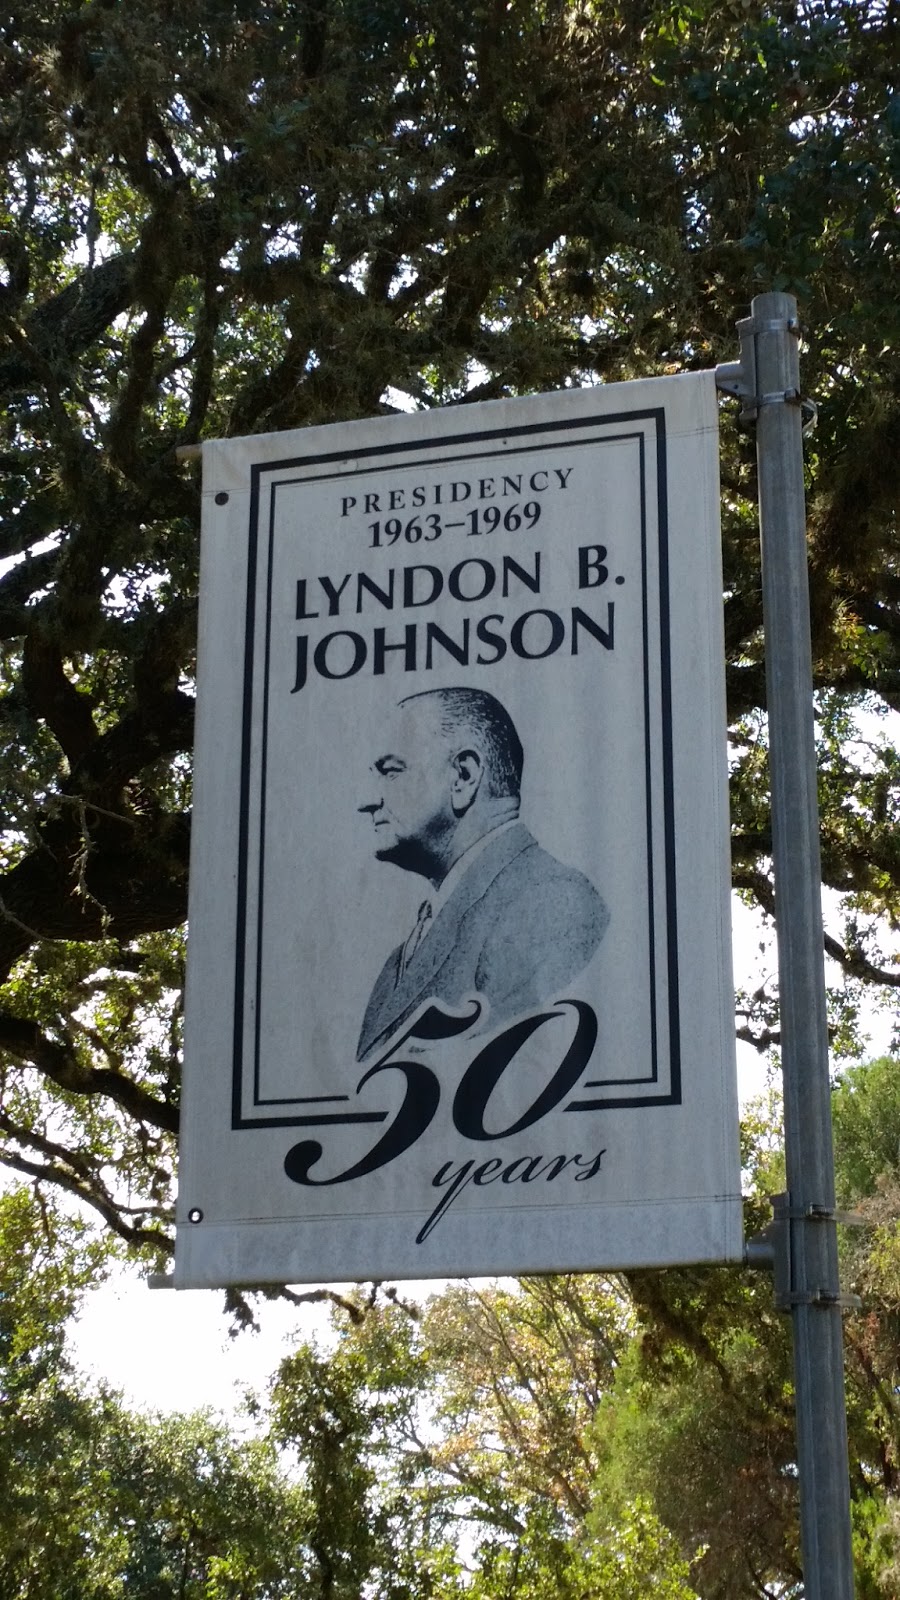 PRESIDENCY
1963–1969
LYNDON B.
JOHNSON
50
years